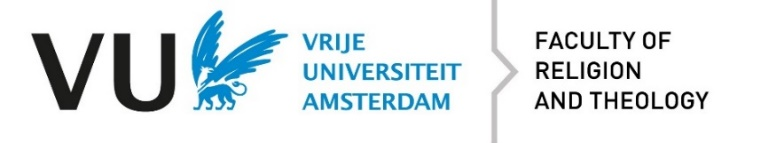 VU
VRIJE
UNIVERSITEIT
AMSTERDAM
FACULTY OF
RELIGION
AND THEOLOGY